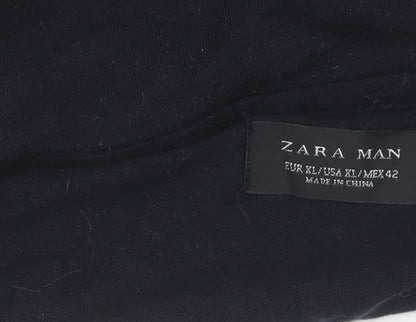 ZARA MAN
EUR XL/USA XL/MEX 42
MADE IN CHINA